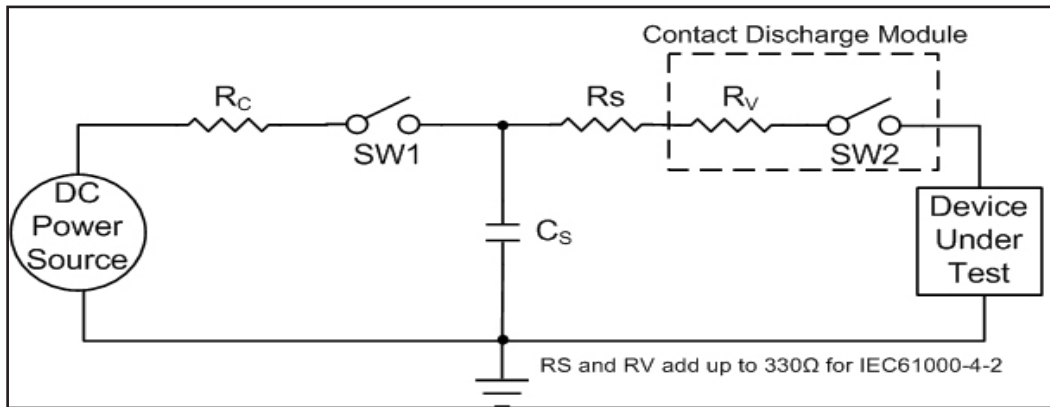 Contact Discharge Module
RC
Rs
RV
SW1
SW2
DC
Power
Source
CS
Device
Under
Test
RS and RV add up to 330Ω for IEC61000-4-2